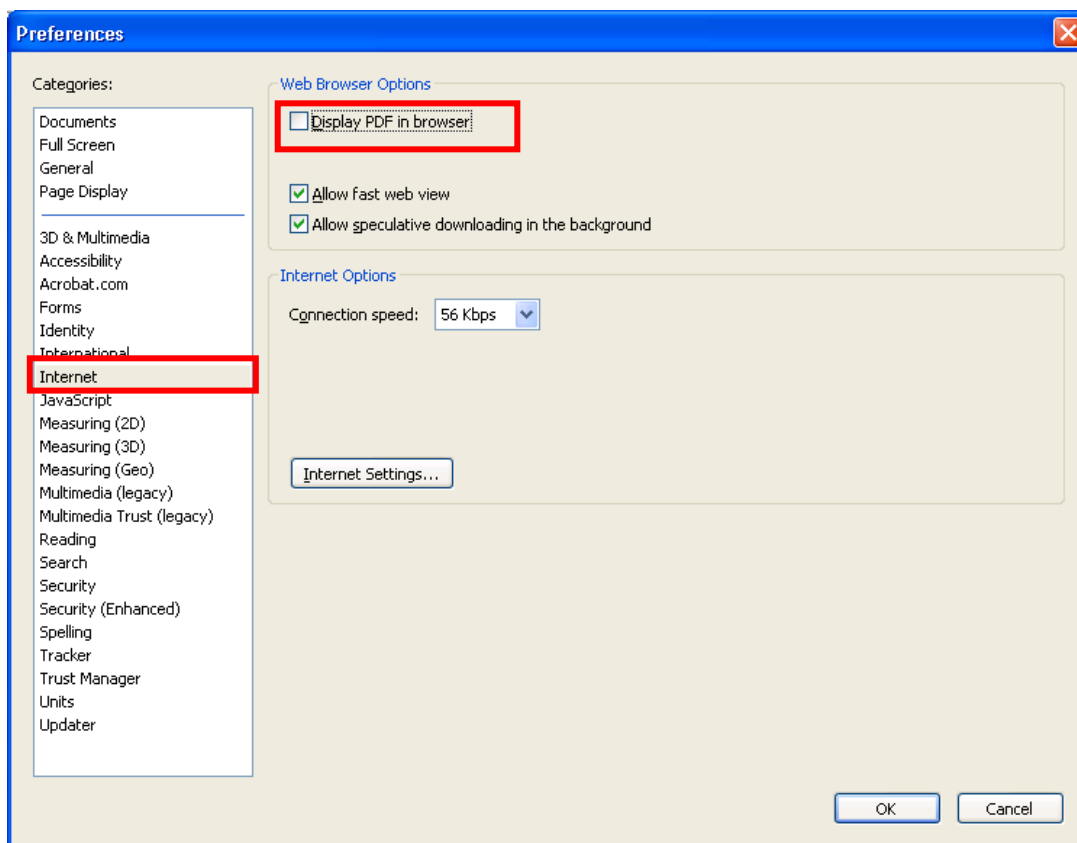 Preferences
Categories:
Documents
Full Screen
General
Page Display
3D & Multimedia
Accessibility
Acrobat.com
Forms
Identity
International
Internet
JavaScript
Measuring (2D)
Measuring (3D)
Measuring (Geo)
Multimedia (legacy)
Multimedia Trust (legacy)
Reading
Search
Security
Security (Enhanced)
Spelling
Tracker
Trust Manager
Units
Updater
Web Browser Options
Display PDF in browser
Allow fast web view
Allow speculative downloading in the background
Internet Options
Connection speed: 56 Kbps
Internet Settings...
OK Cancel